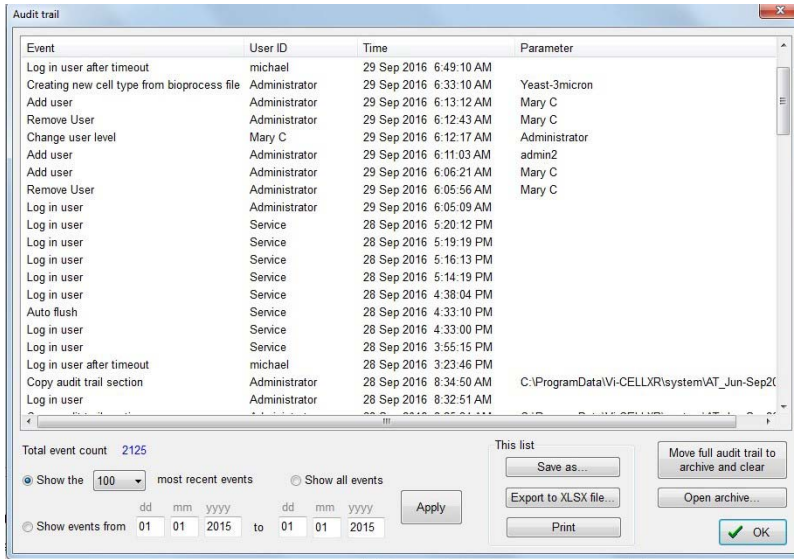 Audit trail
Event User ID Time Parameter
Log in user after timeout michael 29 Sep 2016 6:49:10 AM
Creating new cell type from bioprocess file Administrator 29 Sep 2016 6:33:10 AM Yeast-3micron
Add user Administrator 29 Sep 2016 6:13:12 AM Mary C
Remove User Administrator 29 Sep 2016 6:12:43 AM Mary C
Change user level Mary C 29 Sep 2016 6:12:17 AM Administrator
Add user Administrator 29 Sep 2016 6:11:03 AM admin2
Add user Administrator 29 Sep 2016 6:06:21 AM Mary C
Remove User Administrator 29 Sep 2016 6:05:56 AM Mary C
Log in user Administrator 29 Sep 2016 6:05:09 AM
Log in user Service 28 Sep 2016 5:20:12 PM
Log in user Service 28 Sep 2016 5:19:19 PM
Log in user Service 28 Sep 2016 5:16:13 PM
Log in user Service 28 Sep 2016 5:14:19 PM
Log in user Service 28 Sep 2016 4:38:04 PM
Auto flush Service 28 Sep 2016 4:33:10 PM
Log in user Service 28 Sep 2016 4:33:00 PM
Log in user Service 28 Sep 2016 3:55:15 PM
Log in user after timeout michael 28 Sep 2016 3:23:46 PM
Copy audit trail section Administrator 28 Sep 2016 8:34:50 AM C:\ProgramData\Vi-CELLXR\system\AT_Jun-Sep20
Log in user Administrator 28 Sep 2016 8:32:51 AM
Total event count 2125
Show the 100 most recent events Show all events
dd mm yyyy dd mm yyyy
Show events from 01 01 2015 to 01 01 2015
Apply
This list
Save as...
Export to XLSX file...
Print
Move full audit trail to
archive and clear
Open archive...
OK